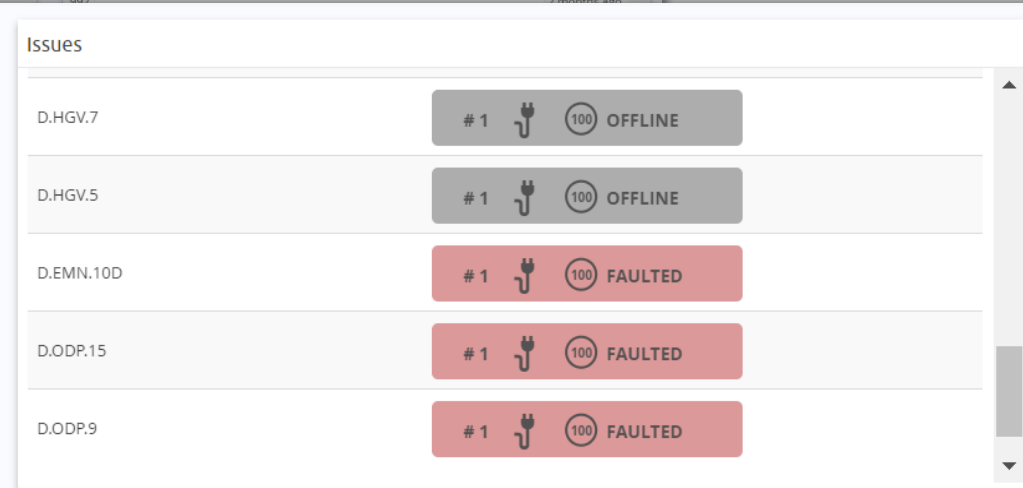 Issues
D.HGV.7 # 1 100 OFFLINE
D.HGV.5 # 1 100 OFFLINE
D.EMN.10D # 1 100 FAULTED
D.ODP.15 # 1 100 FAULTED
D.ODP.9 # 1 100 FAULTED